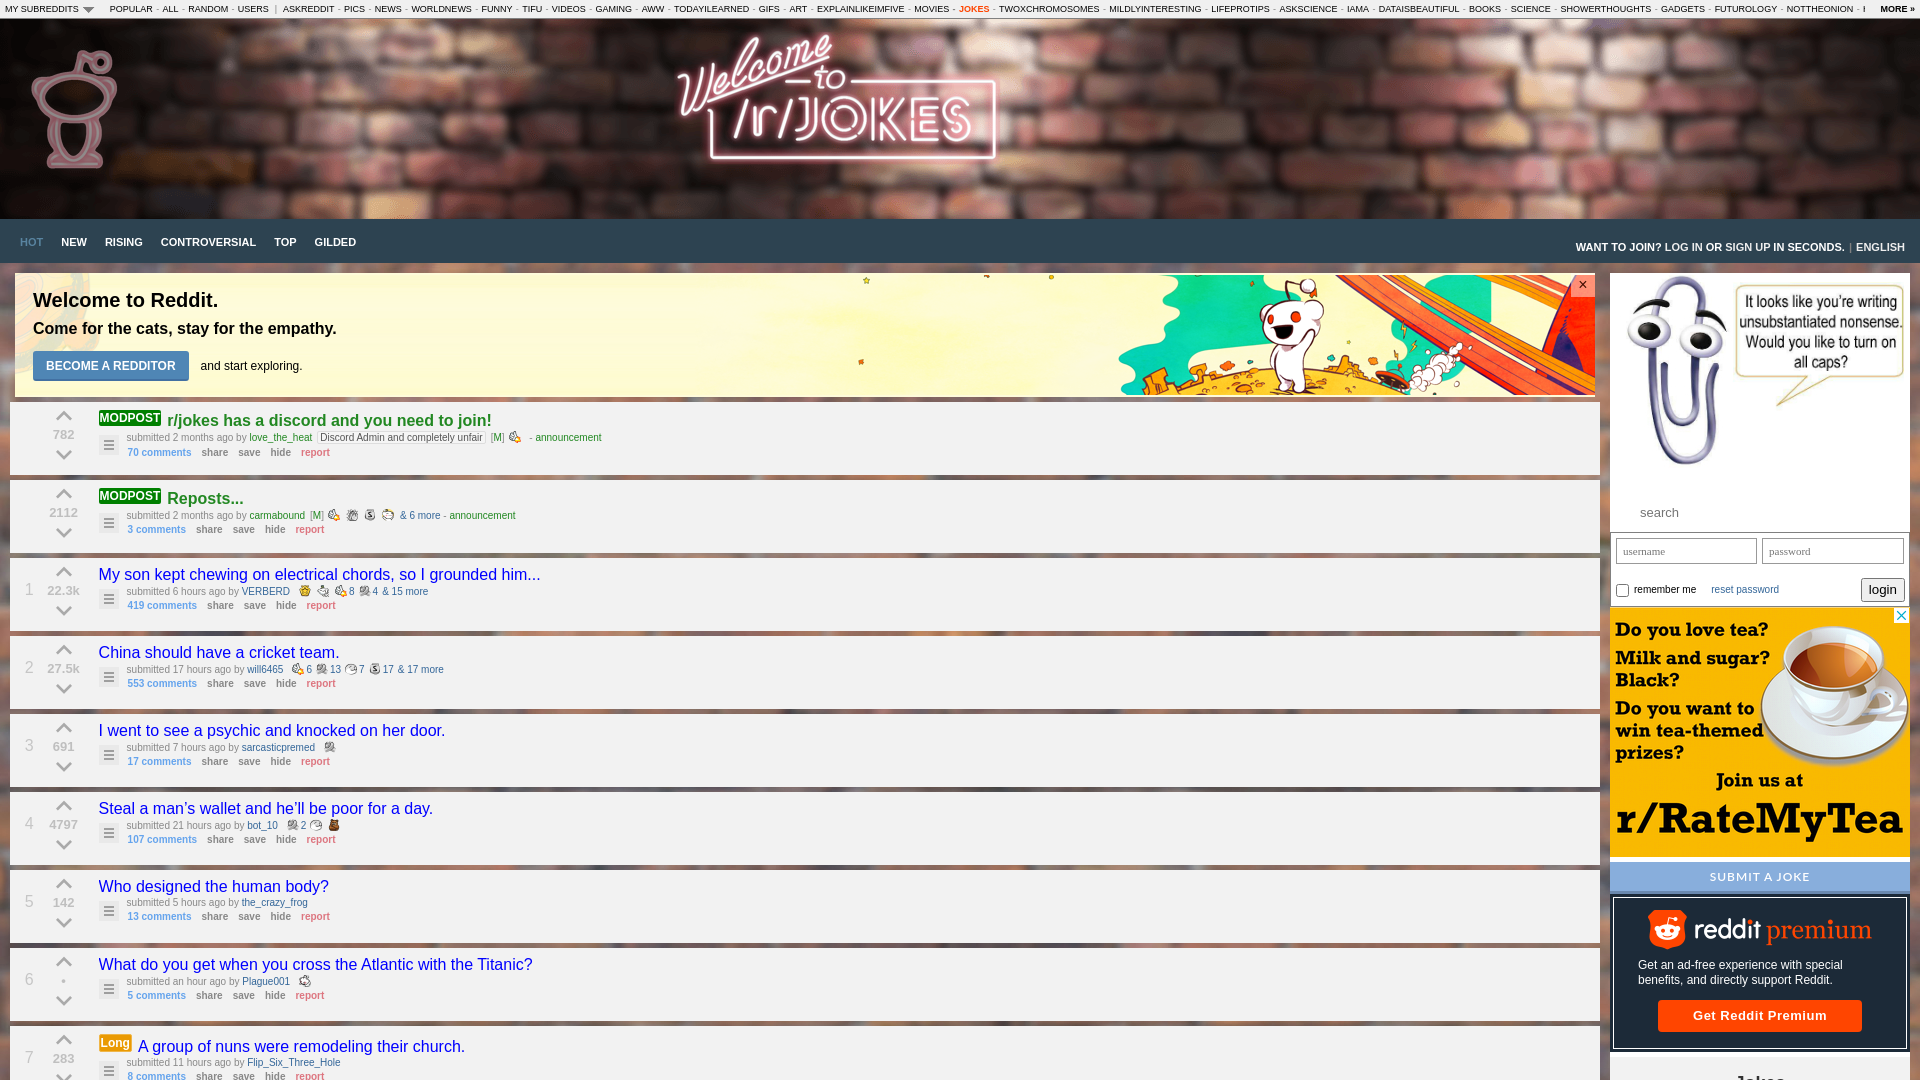 MY SUBREDDITS POPULAR - ALL - RANDOM - USERS | ASKREDDIT - PICS - NEWS - WORLDNEWS - FUNNY - TIFU - VIDEOS - GAMING - AWW - TODAYILEARNED - GIFS - ART - EXPLAINLIKEIMFIVE - MOVIES - JOKES - TWOXCHROMOSOMES - MILDLYINTERESTING - LIFEPROTIPS - ASKSCIENCE - IAMA - DATAISBEAUTIFUL - BOOKS - SCIENCE - SHOWERTHOUGHTS - GADGETS - FUTUROLOGY - NOTTHEONION - MORE »
Welcome
to
/r/JOKES
HOT NEW RISING CONTROVERSIAL TOP GILDED
WANT TO JOIN? LOG IN OR SIGN UP IN SECONDS. | ENGLISH
Welcome to Reddit.
Come for the cats, stay for the empathy.
BECOME A REDDITOR and start exploring.
×
782
MODPOST r/jokes has a discord and you need to join!
submitted 2 months ago by love_the_heat Discord Admin and completely unfair [M] - announcement
70 comments share save hide report
2112
MODPOST Reposts...
submitted 2 months ago by carmabound [M] & 6 more - announcement
3 comments share save hide report
1 22.3k
My son kept chewing on electrical chords, so I grounded him...
submitted 6 hours ago by VERBERD 8 4 & 15 more
419 comments share save hide report
2 27.5k
China should have a cricket team.
submitted 17 hours ago by will6465 6 13 7 17 & 17 more
553 comments share save hide report
3 691
I went to see a psychic and knocked on her door.
submitted 7 hours ago by sarcasticpremed
17 comments share save hide report
4 4797
Steal a man’s wallet and he’ll be poor for a day.
submitted 21 hours ago by bot_10 2
107 comments share save hide report
5 142
Who designed the human body?
submitted 5 hours ago by the_crazy_frog
13 comments share save hide report
6 •
What do you get when you cross the Atlantic with the Titanic?
submitted an hour ago by Plague001
5 comments share save hide report
7 283
Long A group of nuns were remodeling their church.
submitted 11 hours ago by Flip_Six_Three_Hole
8 comments share save hide report
It looks like you're writing
unsubstantiated nonsense.
Would you like to turn on
all caps?
search
username password
remember me reset password login
Do you love tea?
Milk and sugar?
Black?
Do you want to
win tea-themed
prizes?
Join us at
r/RateMyTea
SUBMIT A JOKE
reddit premium
Get an ad-free experience with special
benefits, and directly support Reddit.
Get Reddit Premium
Jokes